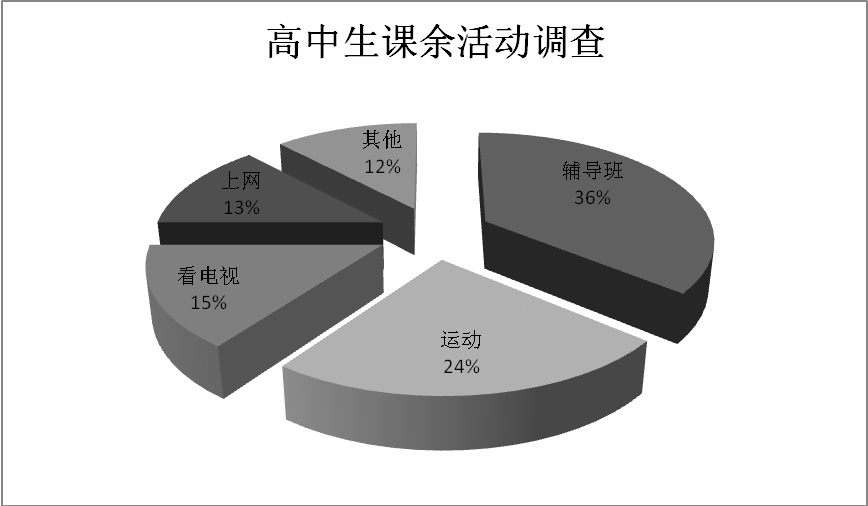 高中生课余活动调查
其他
12%
辅导班
36%
上网
13%
看电视
15%
运动
24%